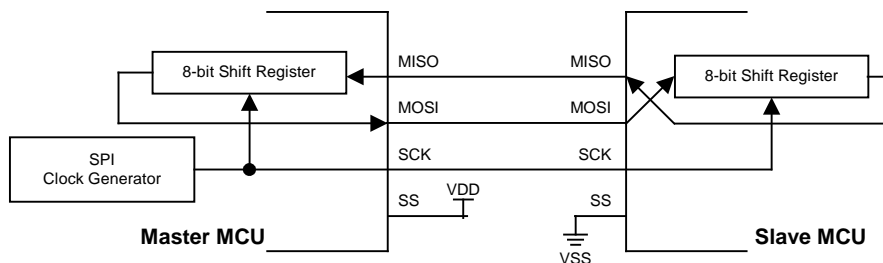 MISO
MISO
8-bit Shift Register
8-bit Shift Register
MOSI
MOSI
SPI
Clock Generator
SCK
SCK
SS
VDD
SS
Master MCU
VSS
Slave MCU